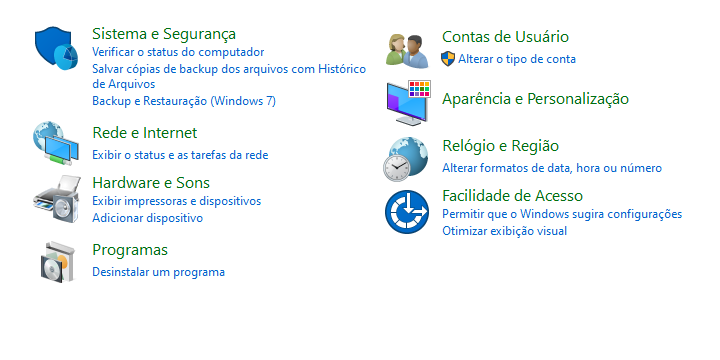 Sistema e Segurança
Verificar o status do computador
Salvar cópias de backup dos arquivos com Histórico
de Arquivos
Backup e Restauração (Windows 7)
Rede e Internet
Exibir o status e as tarefas da rede
Hardware e Sons
Exibir impressoras e dispositivos
Adicionar dispositivo
Programas
Desinstalar um programa
Contas de Usuário
Alterar o tipo de conta
Aparência e Personalização
Relógio e Região
Alterar formatos de data, hora ou número
Facilidade de Acesso
Permitir que o Windows sugira configurações
Otimizar exibição visual